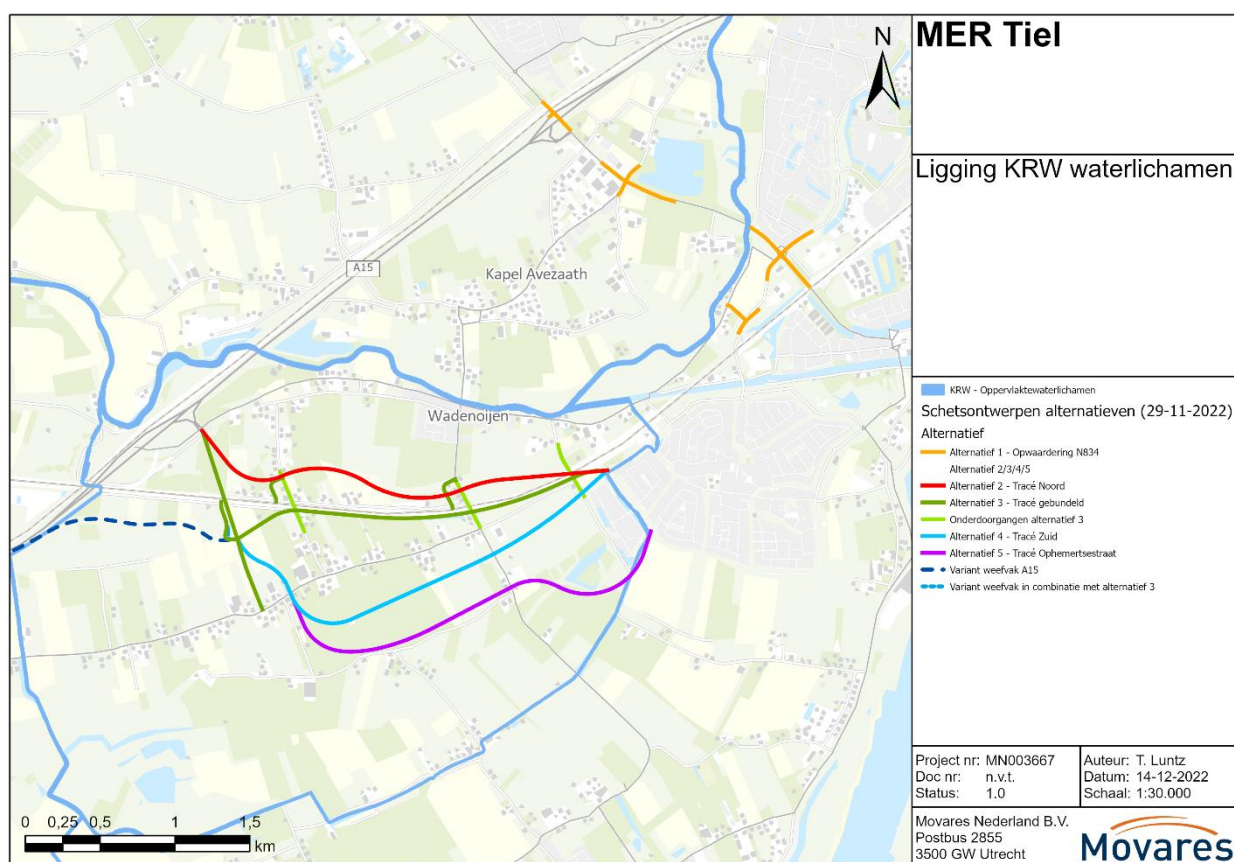 MER Tiel
Ligging KRW waterlichamen
N
A15
Kapel Avezaath
Wadenoijen
KRW - Oppervlaktewaterlichamen
Schetsontwerpen alternatieven (29-11-2022)
Alternatief
Alternatief 1 - Opwaardering N834
Alternatief 2/3/4/5
Alternatief 2 - Tracé Noord
Alternatief 3 - Tracé gebundeld
Onderdoorgangen alternatief 3
Alternatief 4 - Tracé Zuid
Alternatief 5 - Tracé Ophemertsestraat
Variant weefvak A15
Variant weefvak in combinatie met alternatief 3
0 0,25 0,5 1 1,5
km
Project nr: MN003667
Doc nr: n.v.t.
Status: 1.0
Auteur: T. Luntz
Datum: 14-12-2022
Schaal: 1:30.000
Movares Nederland B.V.
Postbus 2855
3500 GW Utrecht
Movares